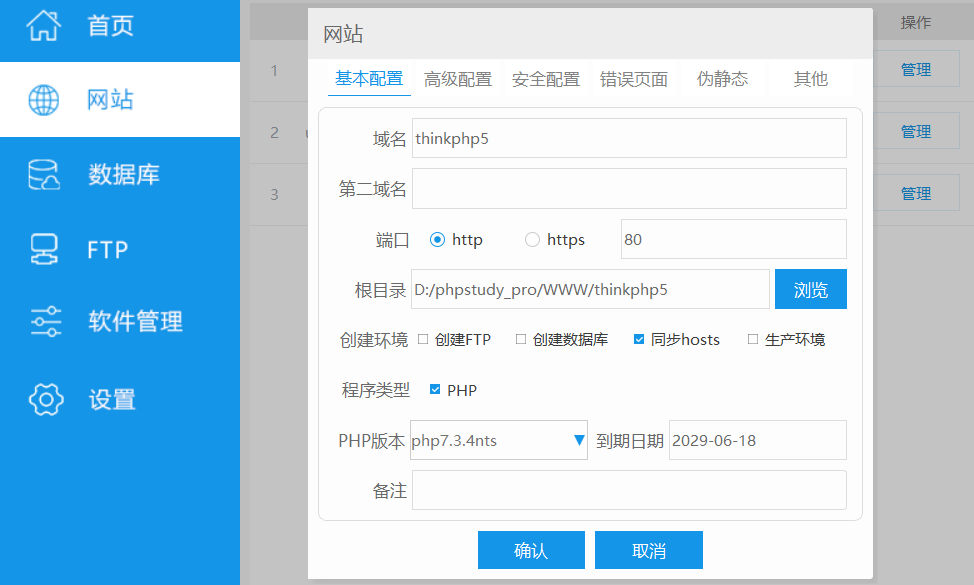 首页
网站
数据库
FTP
软件管理
设置
操作
1
管理
2
管理
3
管理
网站
基本配置 高级配置 安全配置 错误页面 伪静态 其他
域名 thinkphp5
第二域名
端口 http https 80
根目录 D:/phpstudy_pro/WWW/thinkphp5 浏览
创建环境 创建FTP 创建数据库 同步hosts 生产环境
程序类型 PHP
PHP版本 php7.3.4nts 到期日期 2029-06-18
备注
确认 取消